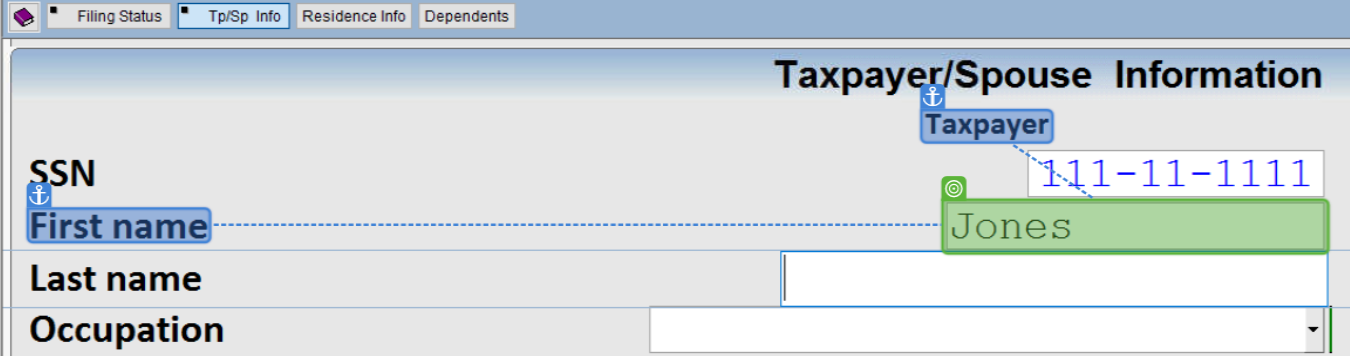 Filing Status Tp/Sp Info Residence Info Dependents
Taxpayer/Spouse Information
Taxpayer
SSN 111-11-1111
First name Jones
Last name
Occupation